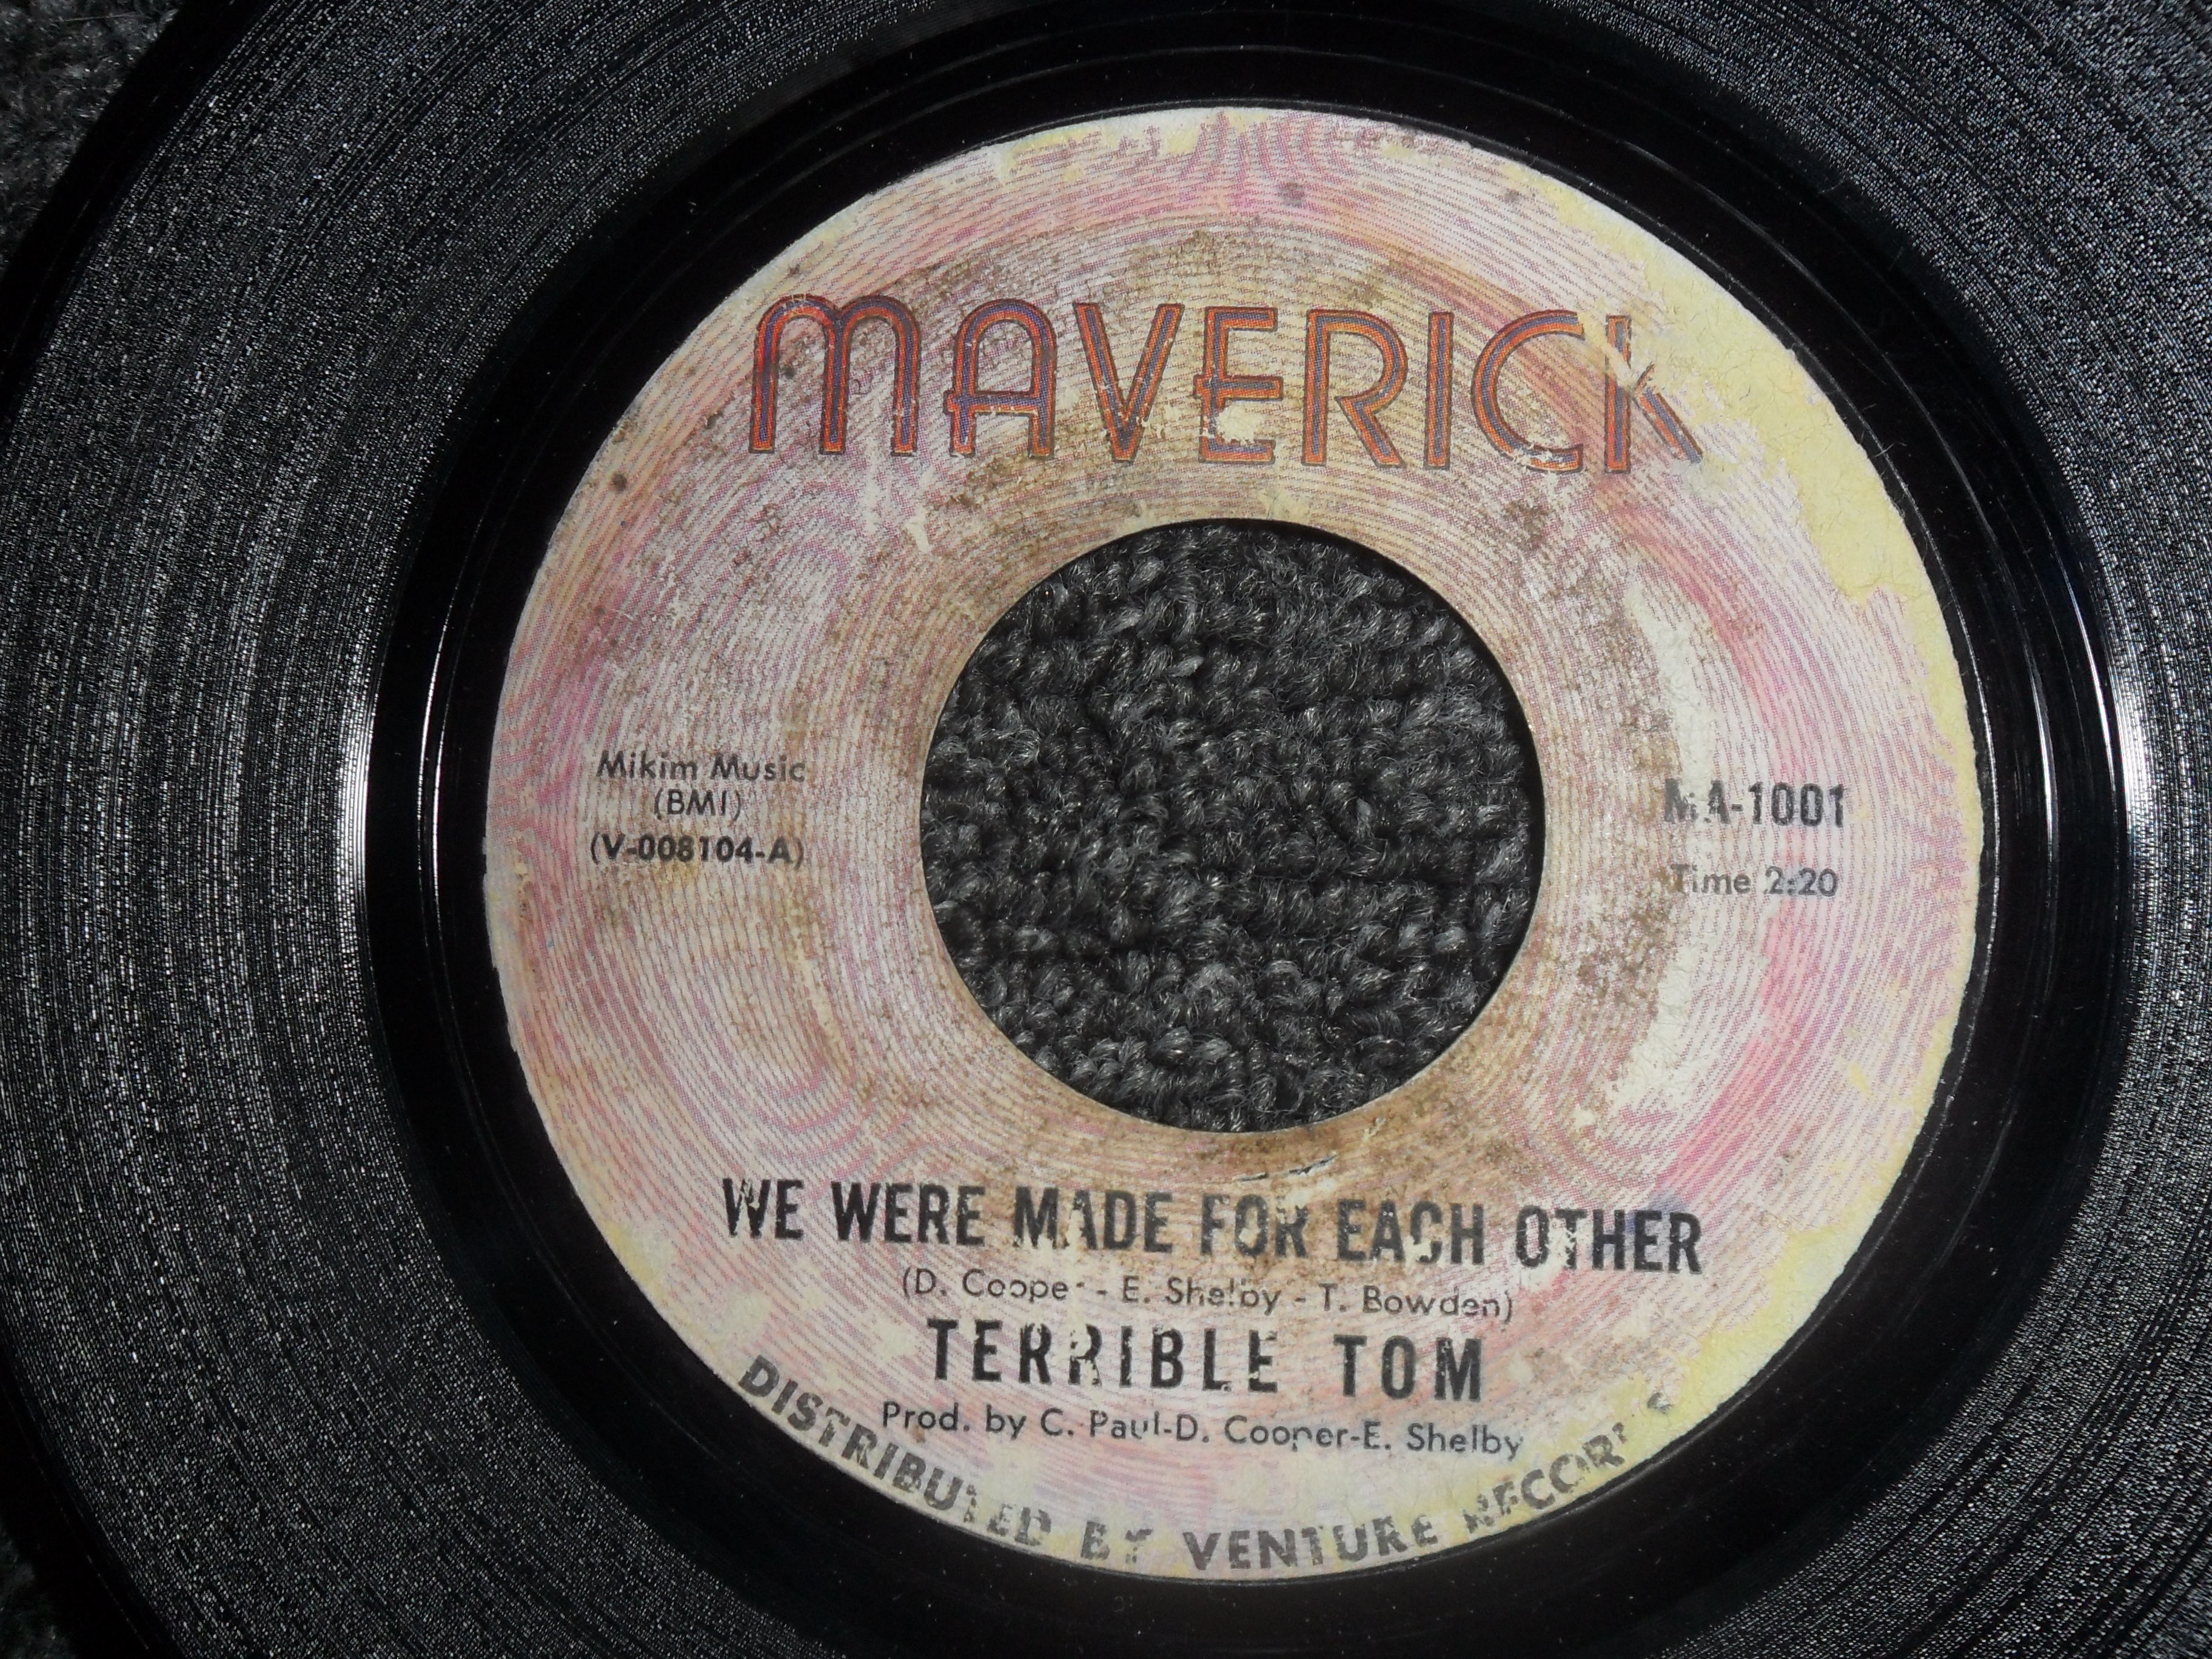 MAVERICK
Mikim Music
(BMI)
(V-008104-A)
MA-1001
Time 2:20
WE WERE MADE FOR EACH OTHER
(D. Cooper - E. Shelby - T. Bowden)
TERRIBLE TOM
Prod. by C. Paul-D. Cooper-E. Shelby
DISTRIBUTED BY VENTURE RECORDS